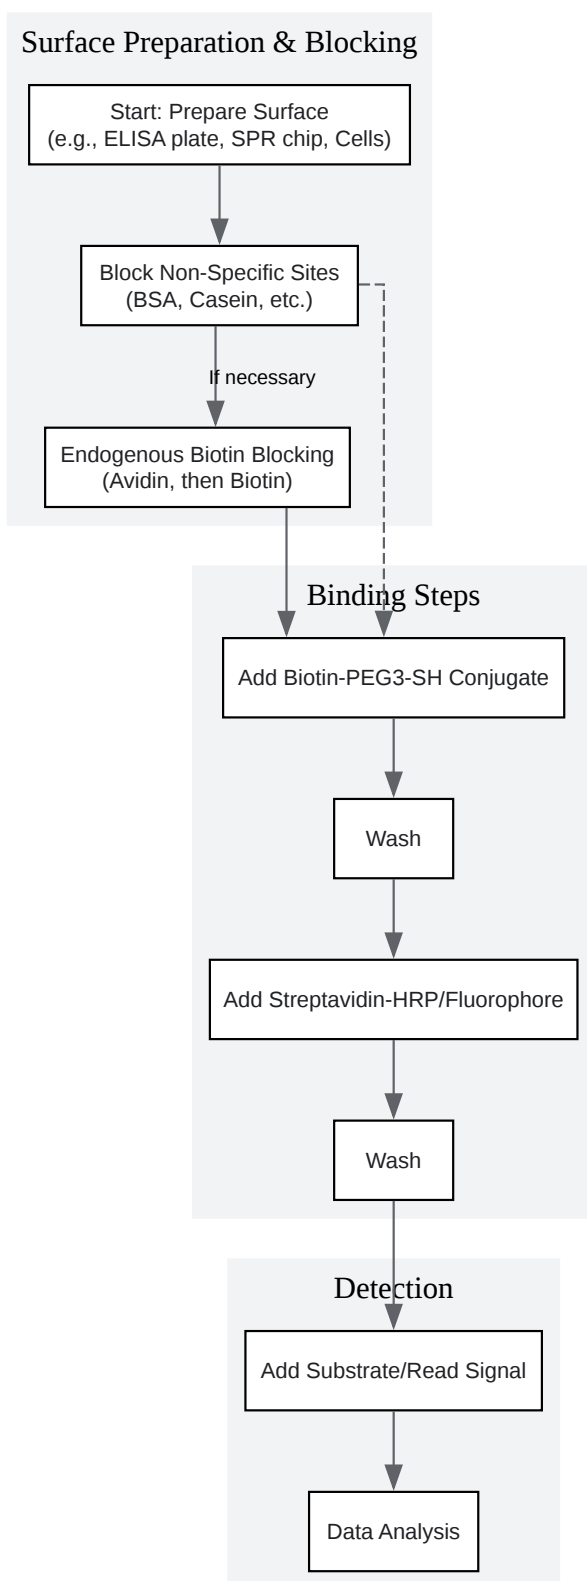 Surface Preparation & Blocking
Start: Prepare Surface
(e.g., ELISA plate, SPR chip, Cells)
Block Non-Specific Sites
(BSA, Casein, etc.)
If necessary
Endogenous Biotin Blocking
(Avidin, then Biotin)
Binding Steps
Add Biotin-PEG3-SH Conjugate
Wash
Add Streptavidin-HRP/Fluorophore
Wash
Detection
Add Substrate/Read Signal
Data Analysis